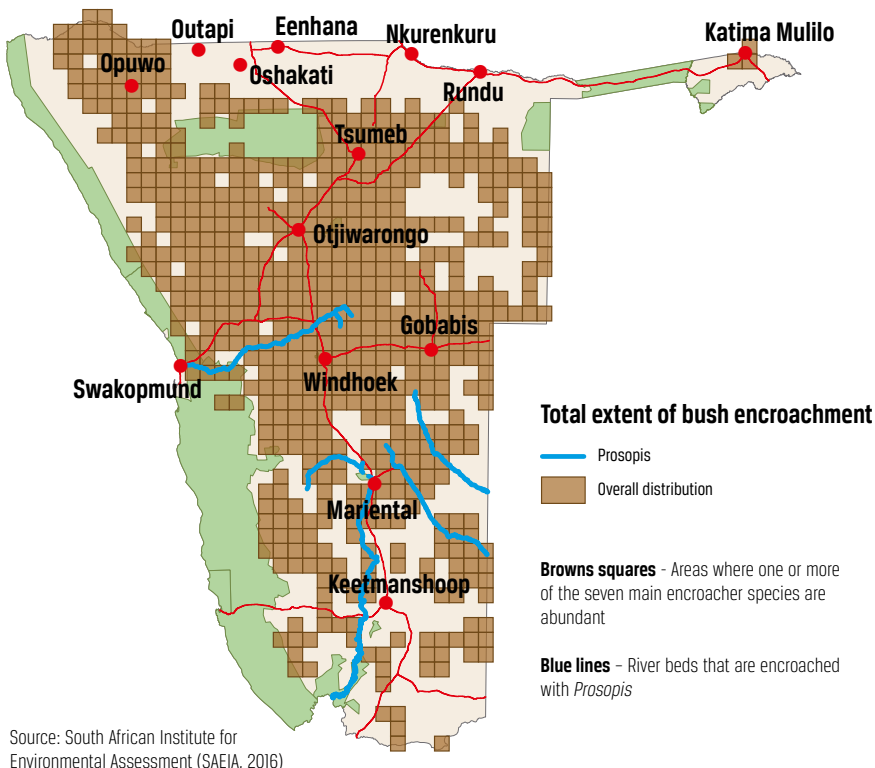 Outapi
Eenhana
Nkurenkuru
Katima Mulilo
Opuwo
Oshakati
Rundu
Tsumeb
Otjiwarongo
Gobabis
Swakopmund
Windhoek
Mariental
Keetmanshoop
Total extent of bush encroachment
Prosopis
Overall distribution
Browns squares - Areas where one or more
of the seven main encroacher species are
abundant
Blue lines – River beds that are encroached
with Prosopis
Source: South African Institute for
Environmental Assessment (SAEIA, 2016)